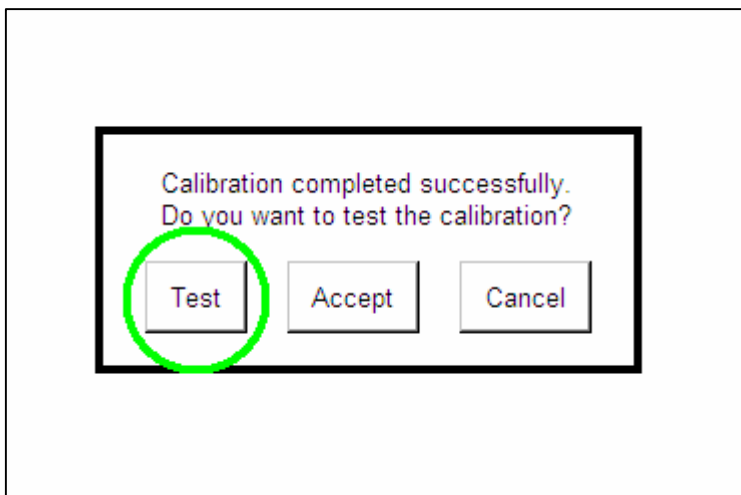 Calibration completed successfully.
Do you want to test the calibration?
Test Accept Cancel